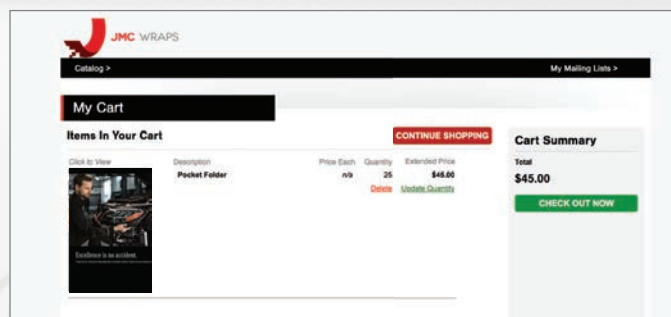 JMC WRAPS
Catalog > My Mailing Lists >
My Cart
Items In Your Cart
CONTINUE SHOPPING
Click to View Description Price Each Quantity Extended Price
Pocket Folder n/a 25 $45.00
Delete Update Quantity
Excellence is no accident.
Cart Summary
Total
$45.00
CHECK OUT NOW